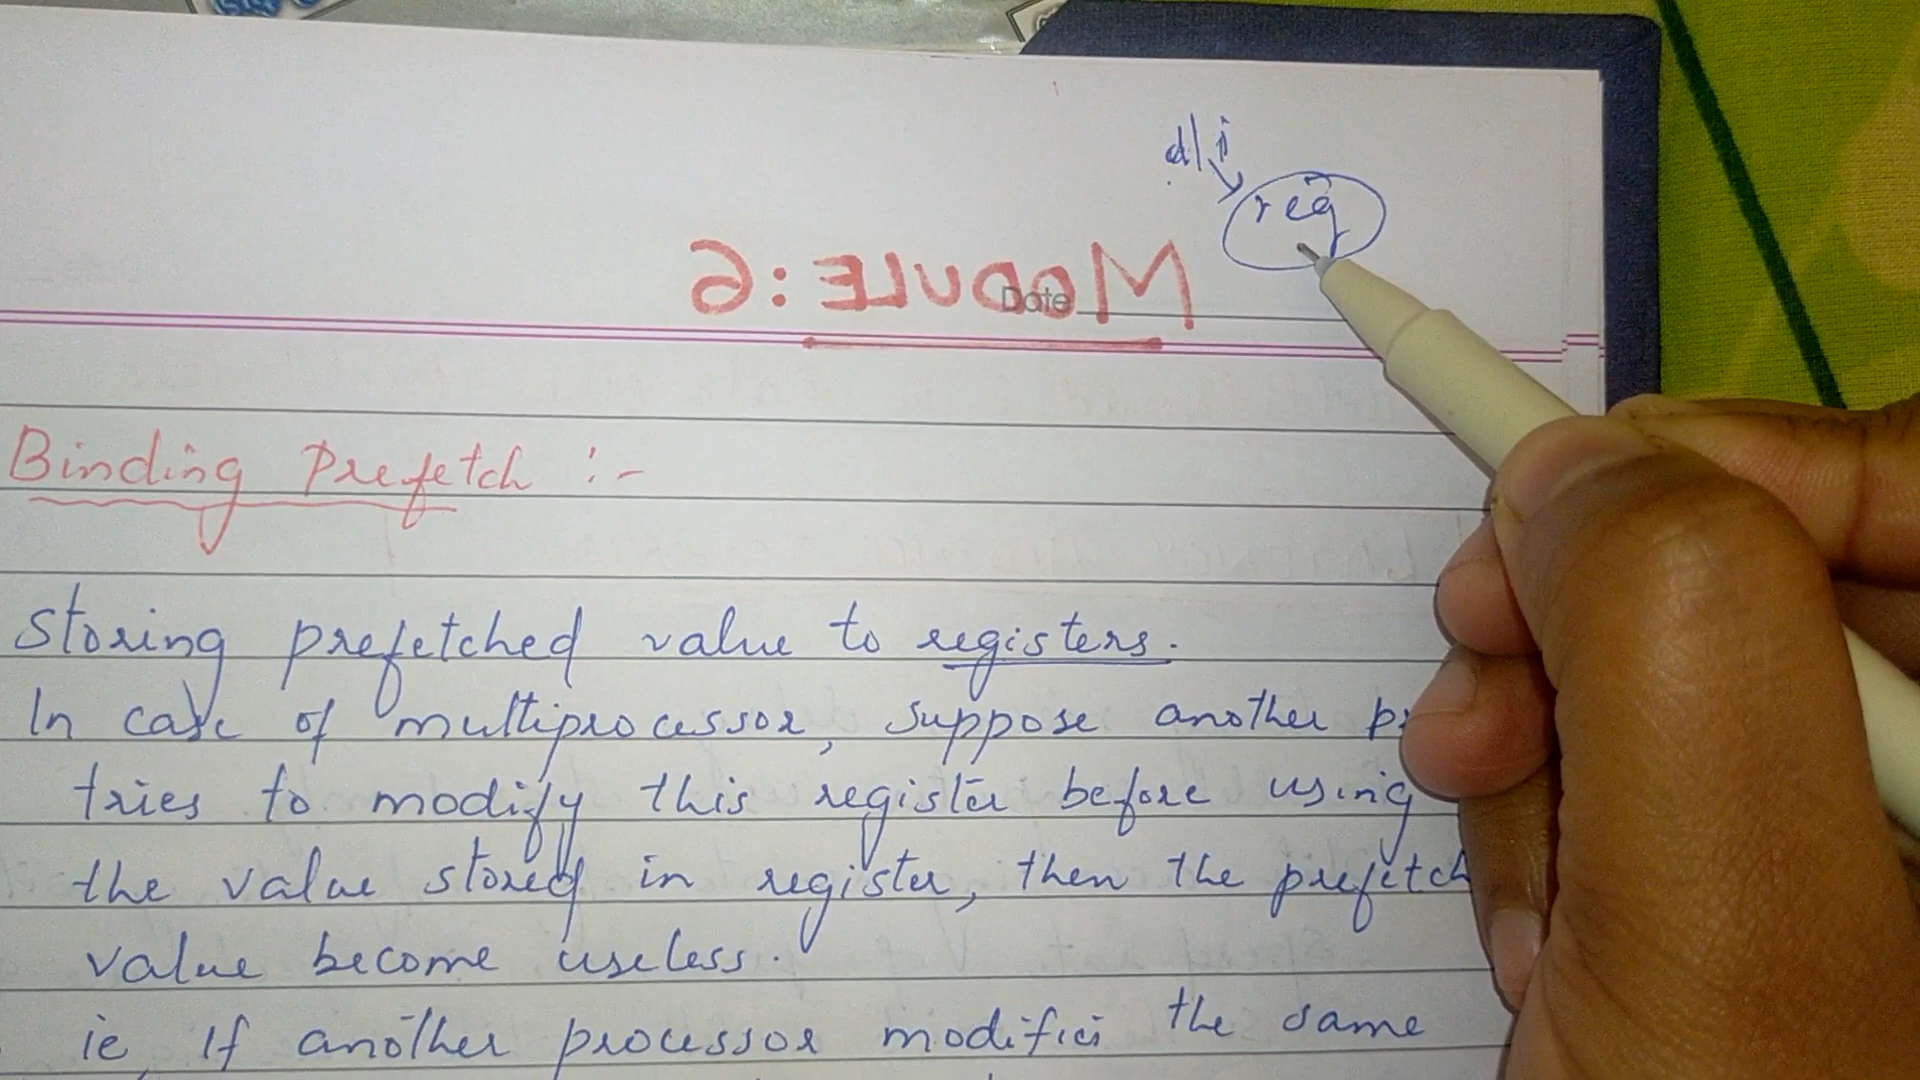 d/i
reg
MODULE : 6
Date
Binding Prefetch :-
Storing prefetched value to registers.
In case of multiprocessor, suppose another
tries to modify this register before using
the value stored in register, then the prefetch
value become useless.
ie, If another processor modifies the same